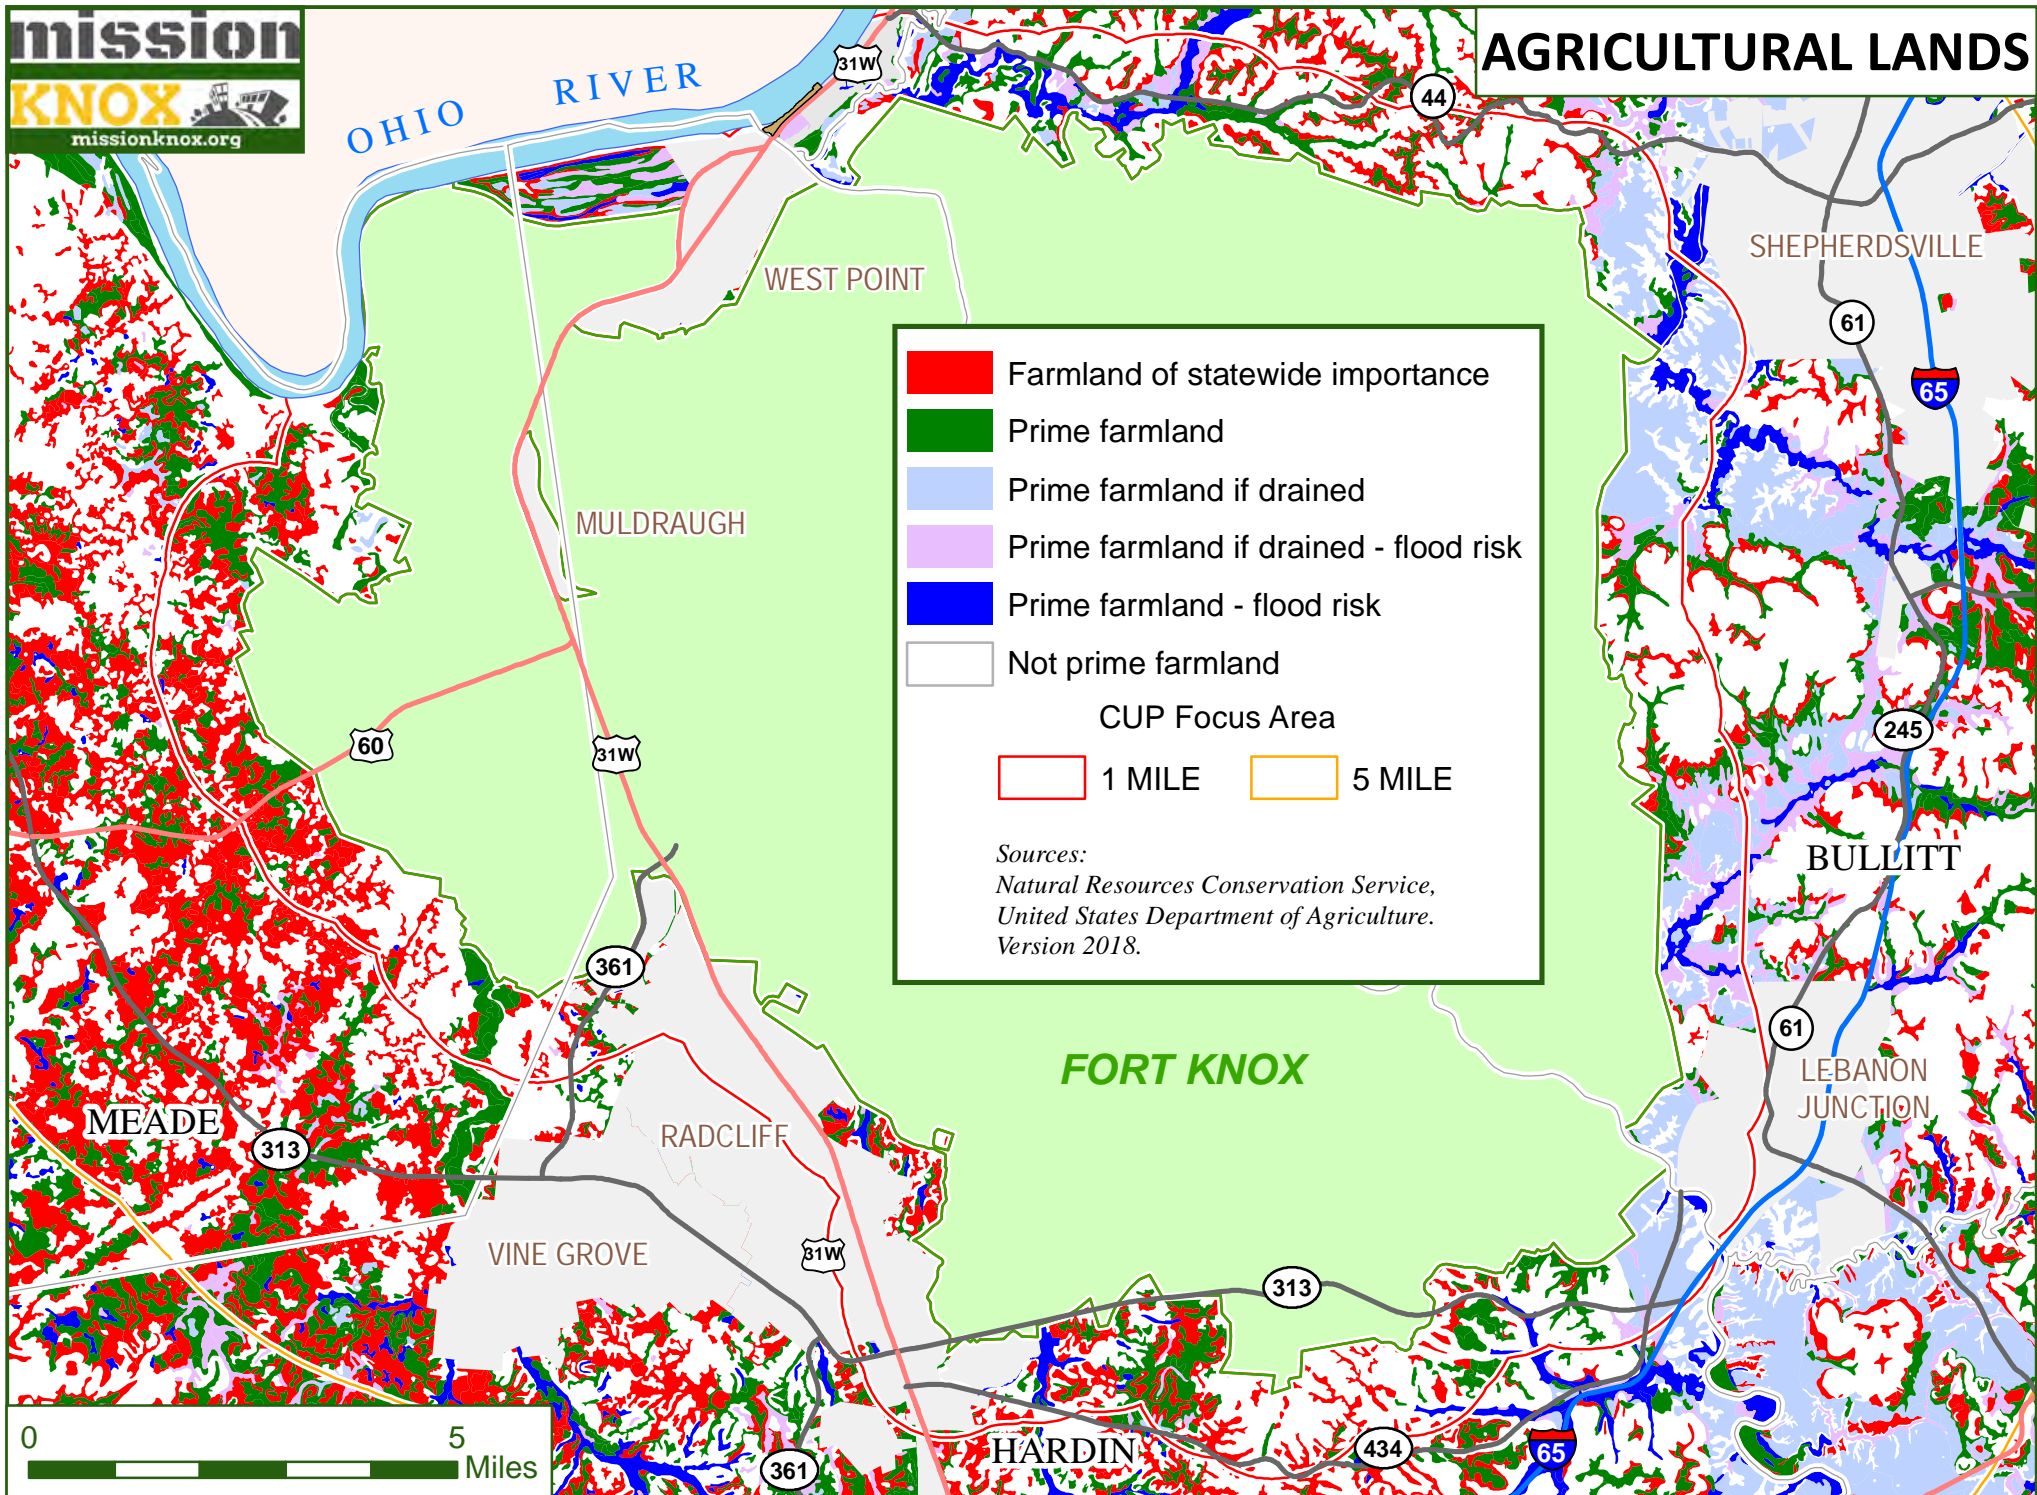 mission
KNOX
missionknox.org
AGRICULTURAL LANDS
OHIO RIVER
31W
44
WEST POINT
SHEPHERDSVILLE
61
65
Farmland of statewide importance
Prime farmland
Prime farmland if drained
Prime farmland if drained - flood risk
Prime farmland - flood risk
Not prime farmland
CUP Focus Area
1 MILE
5 MILE
Sources:
Natural Resources Conservation Service,
United States Department of Agriculture.
Version 2018.
MULDRAUGH
60
31W
245
BULLITT
361
FORT KNOX
61
LEBANON
JUNCTION
MEADE
313
RADCLIFF
VINE GROVE
31W
313
0
5
Miles
361
HARDIN
434
65